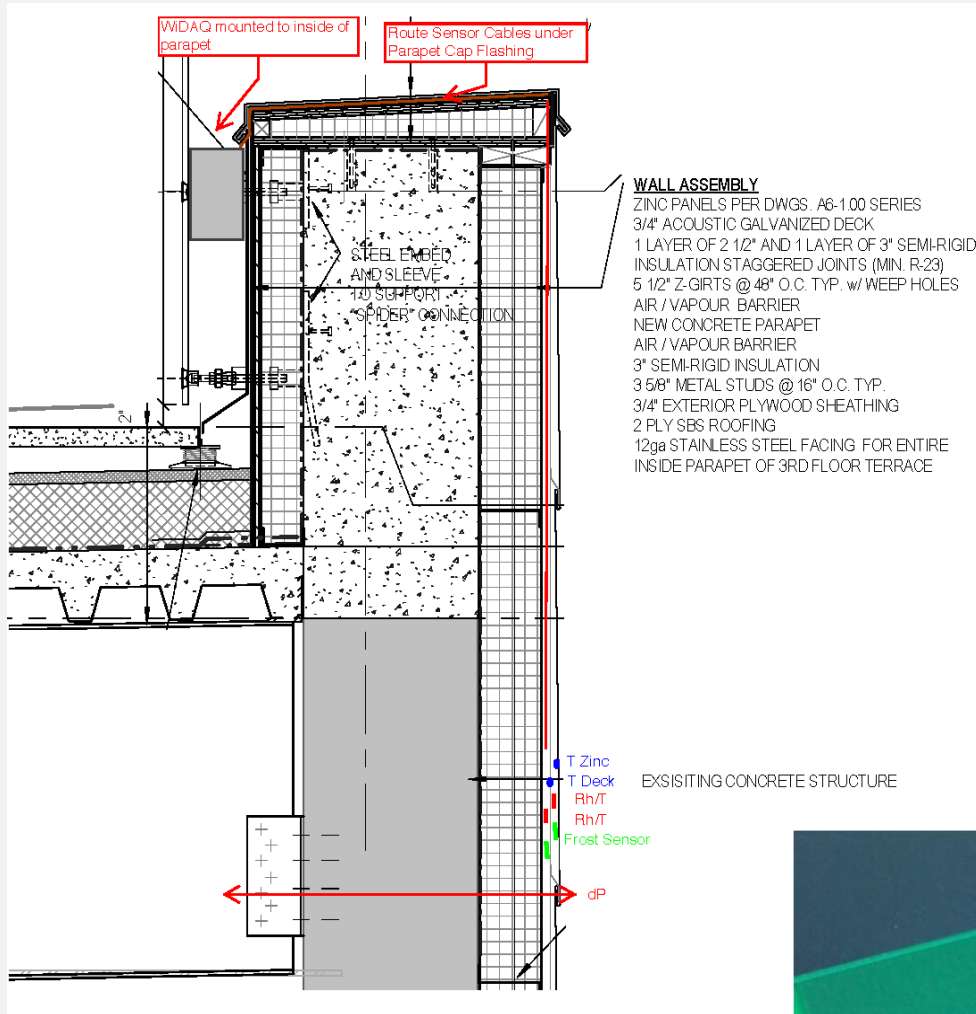 WiDAQ mounted to inside of
parapet
Route Sensor Cables under
Parapet Cap Flashing
WALL ASSEMBLY
ZINC PANELS PER DWGS. A6-1.00 SERIES
3/4" ACOUSTIC GALVANIZED DECK
1 LAYER OF 2 1/2" AND 1 LAYER OF 3" SEMI-RIGID
INSULATION STAGGERED JOINTS (MIN. R-23)
5 1/2" Z-GIRTS @ 48" O.C. TYP. w/ WEEP HOLES
AIR / VAPOUR BARRIER
NEW CONCRETE PARAPET
AIR / VAPOUR BARRIER
3" SEMI-RIGID INSULATION
3 5/8" METAL STUDS @ 16" O.C. TYP.
3/4" EXTERIOR PLYWOOD SHEATHING
2 PLY SBS ROOFING
12ga STAINLESS STEEL FACING FOR ENTIRE
INSIDE PARAPET OF 3RD FLOOR TERRACE
STEEL EMBED
AND SLEEVE
TO SUPPORT
"SPIDER" CONNECTION
2"
T Zinc
T Deck
EXSISITING CONCRETE STRUCTURE
Rh/T
Rh/T
Frost Sensor
dP